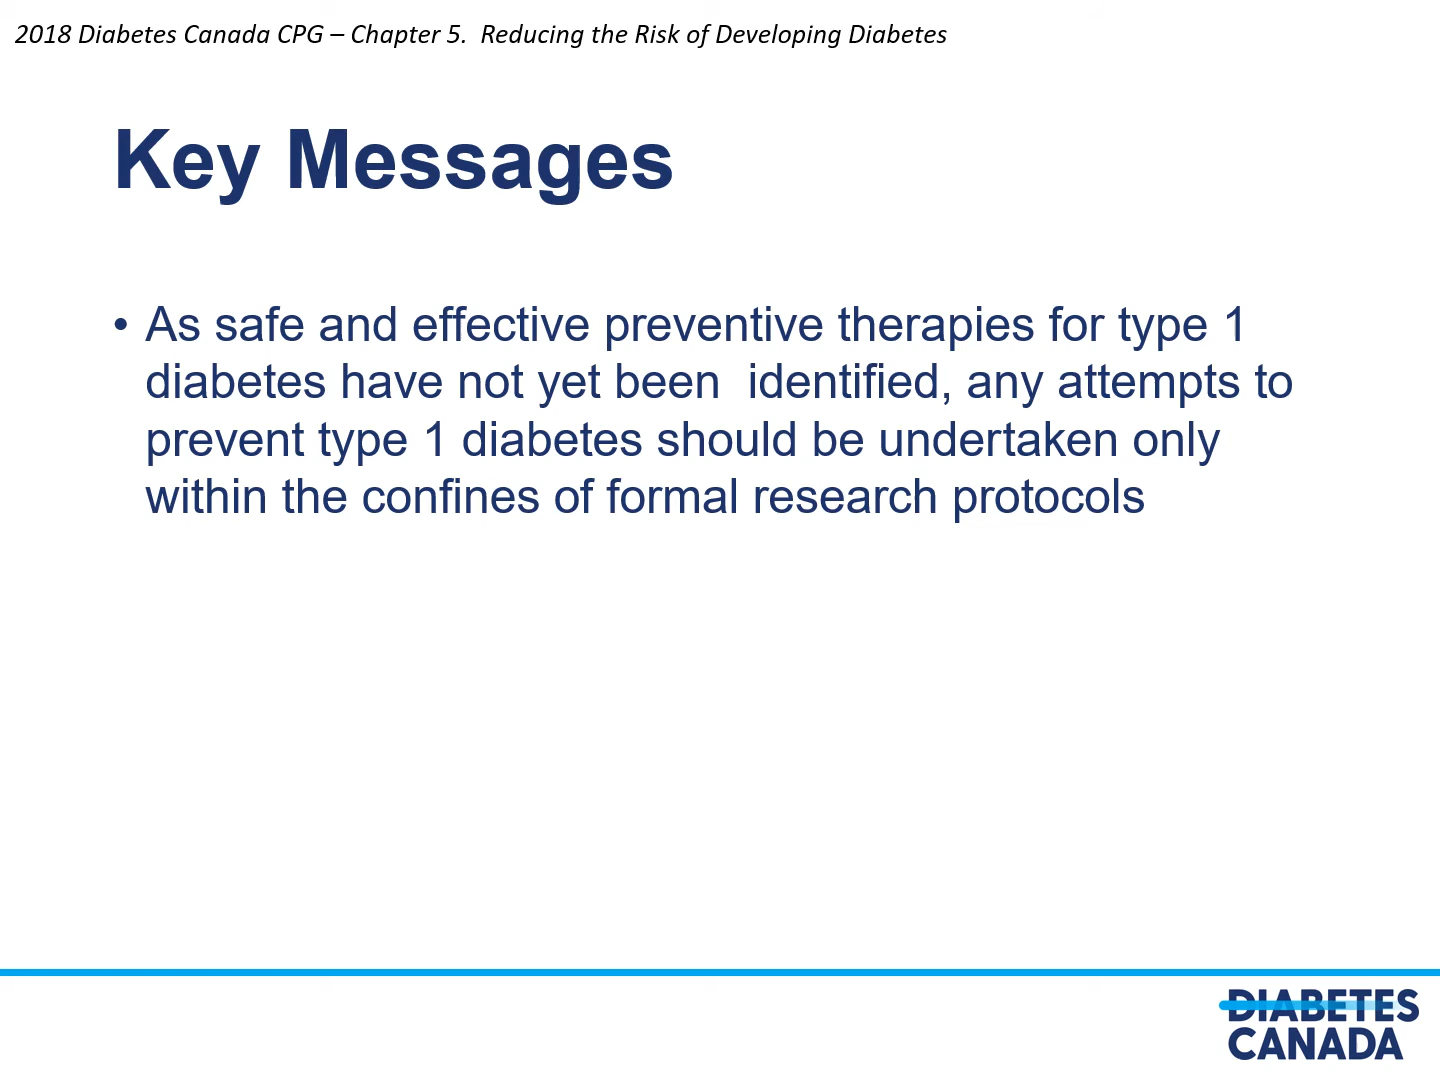 2018 Diabetes Canada CPG – Chapter 5.  Reducing the Risk of Developing Diabetes
Key Messages
• As safe and effective preventive therapies for type 1
diabetes have not yet been  identified, any attempts to
prevent type 1 diabetes should be undertaken only
within the confines of formal research protocols
DIABETES
CANADA